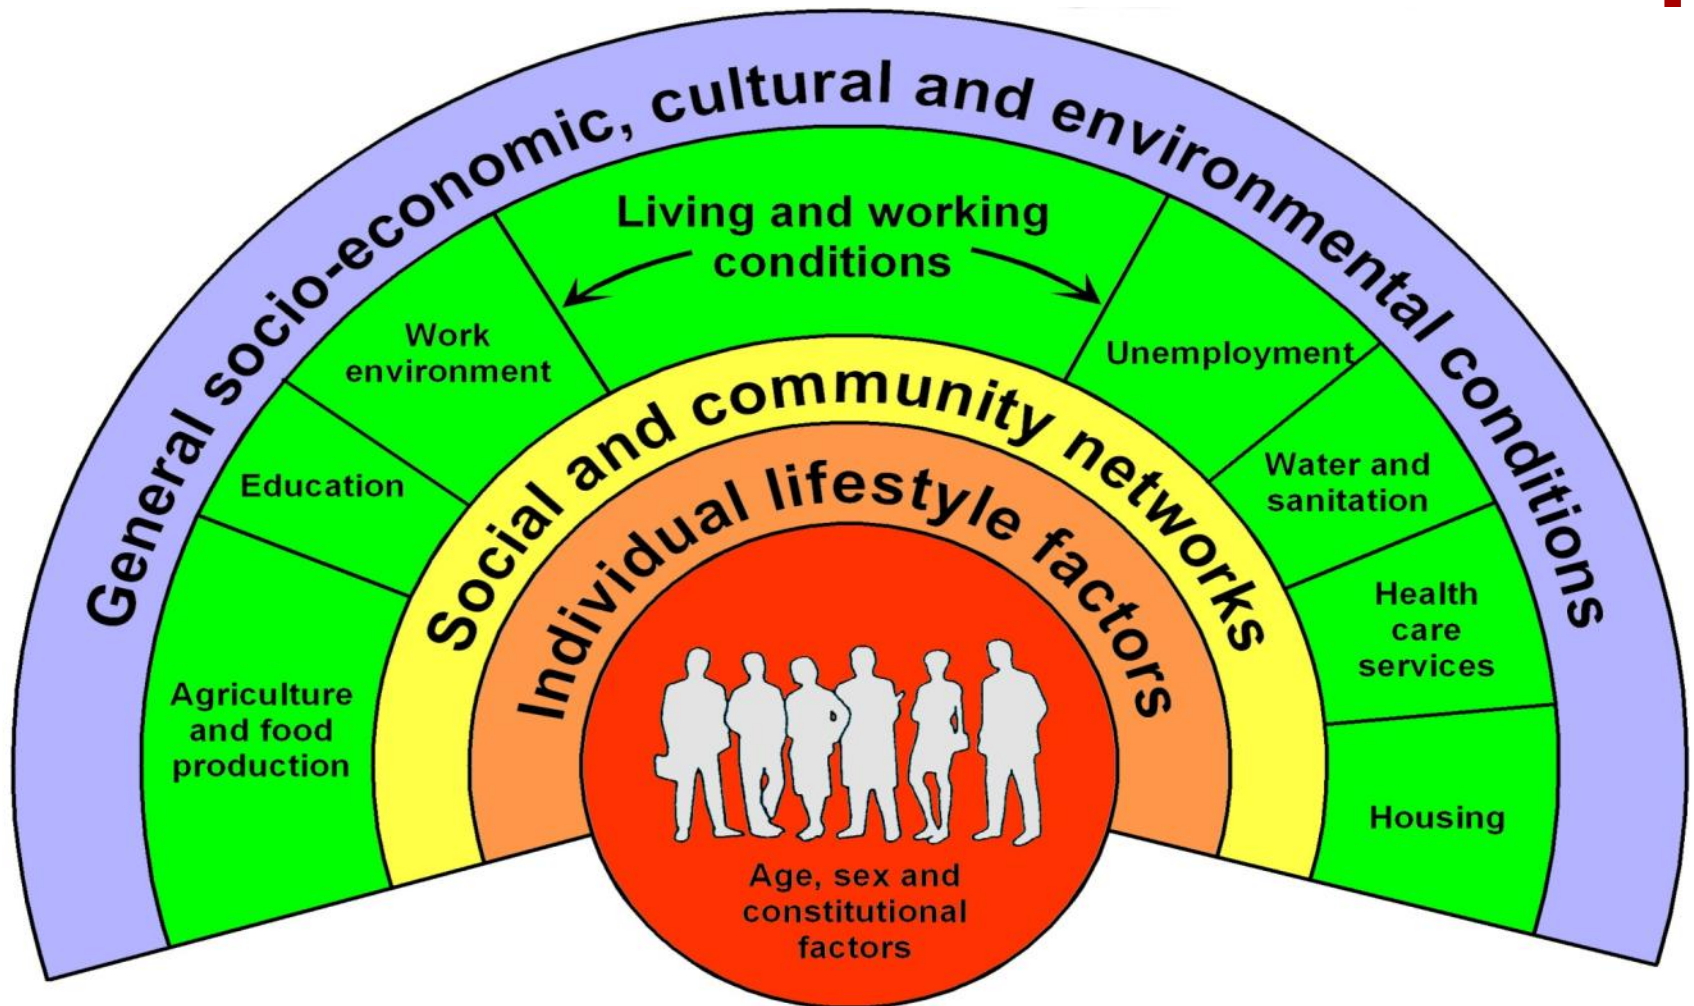 General socio-economic, cultural and environmental conditions
Living and working
conditions
Work
environment
Unemployment
Education
Water and
sanitation
Agriculture
and food
production
Health
care
services
Housing
Social and community networks
Individual lifestyle factors
Age, sex and
constitutional
factors